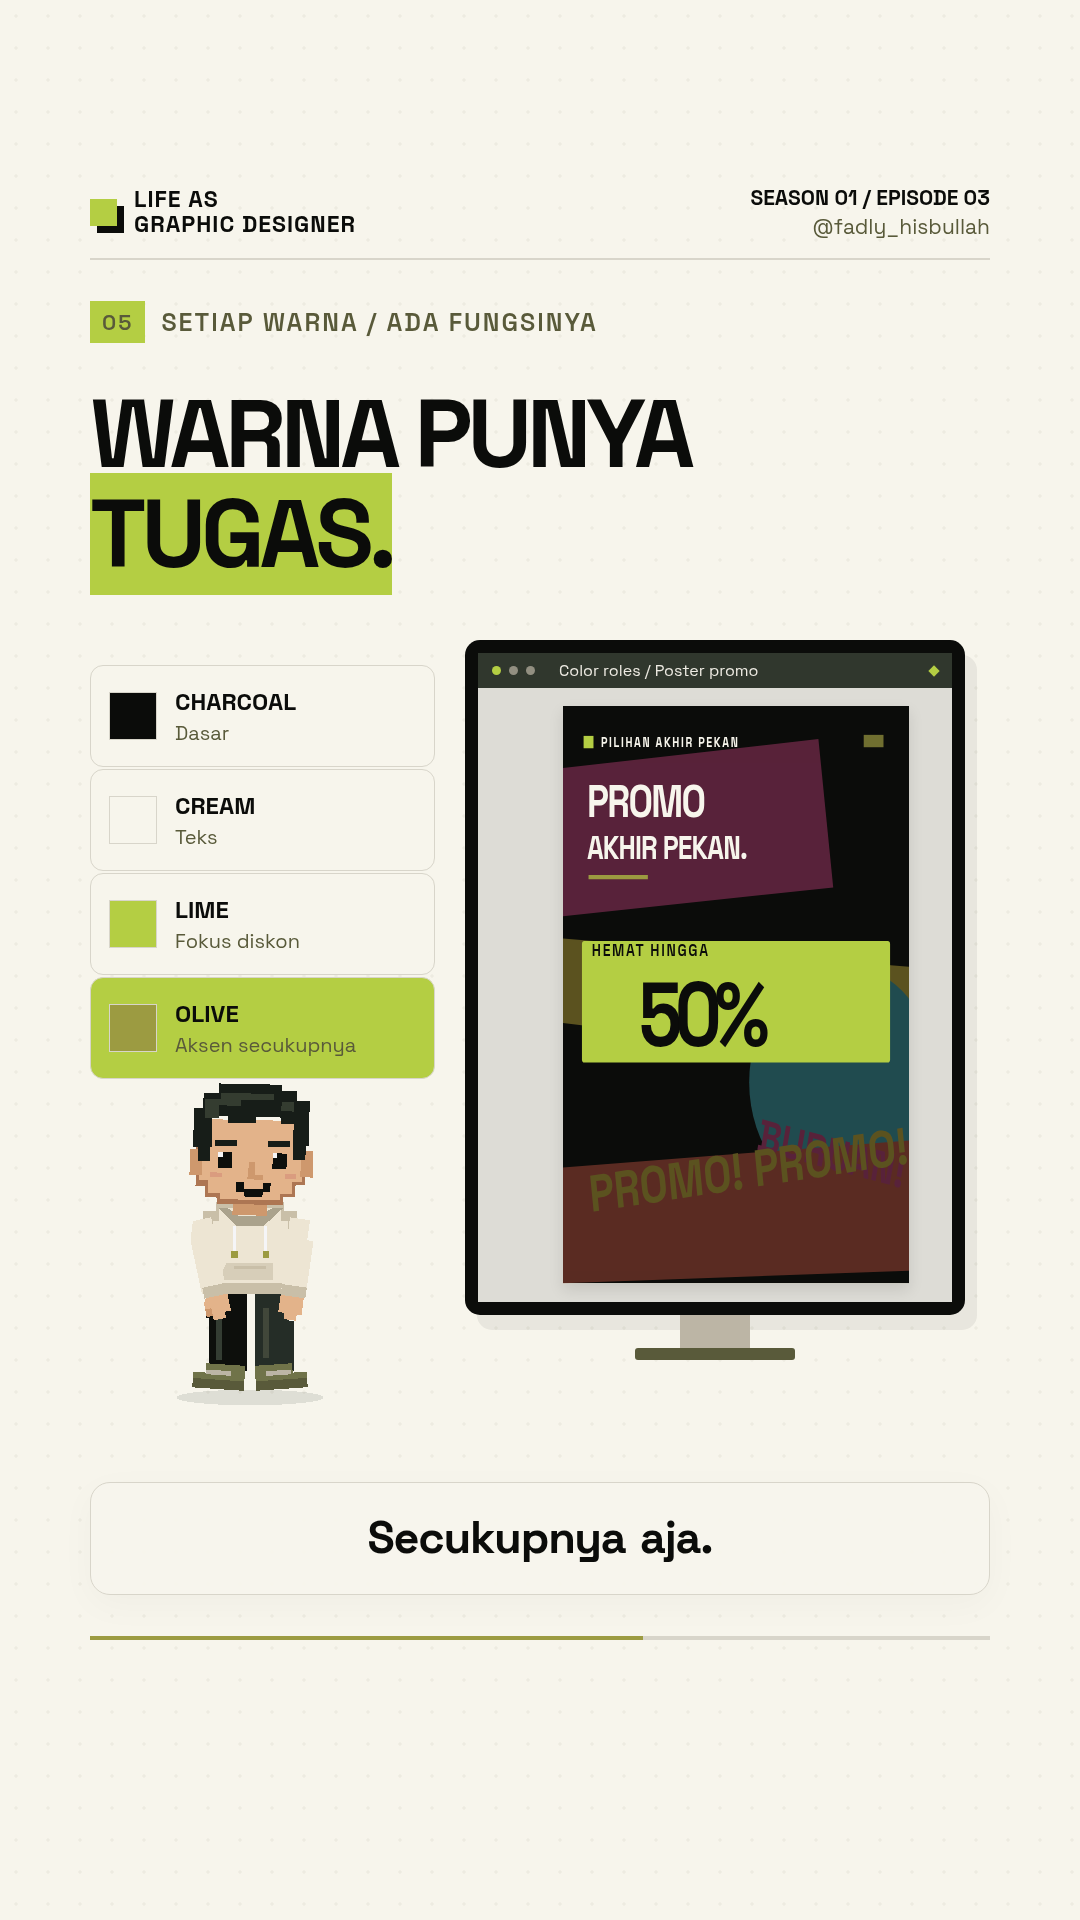 LIFE AS
GRAPHIC DESIGNER
SEASON 01 / EPISODE 03
@fadly_hisbullah
05 SETIAP WARNA / ADA FUNGSINYA
WARNA PUNYA
TUGAS.
CHARCOAL
Dasar
CREAM
Teks
LIME
Fokus diskon
OLIVE
Aksen secukupnya
Color roles / Poster promo
PILIHAN AKHIR PEKAN
PROMO
AKHIR PEKAN.
HEMAT HINGGA
50%
PROMO! PROMO!
Secukupnya aja.